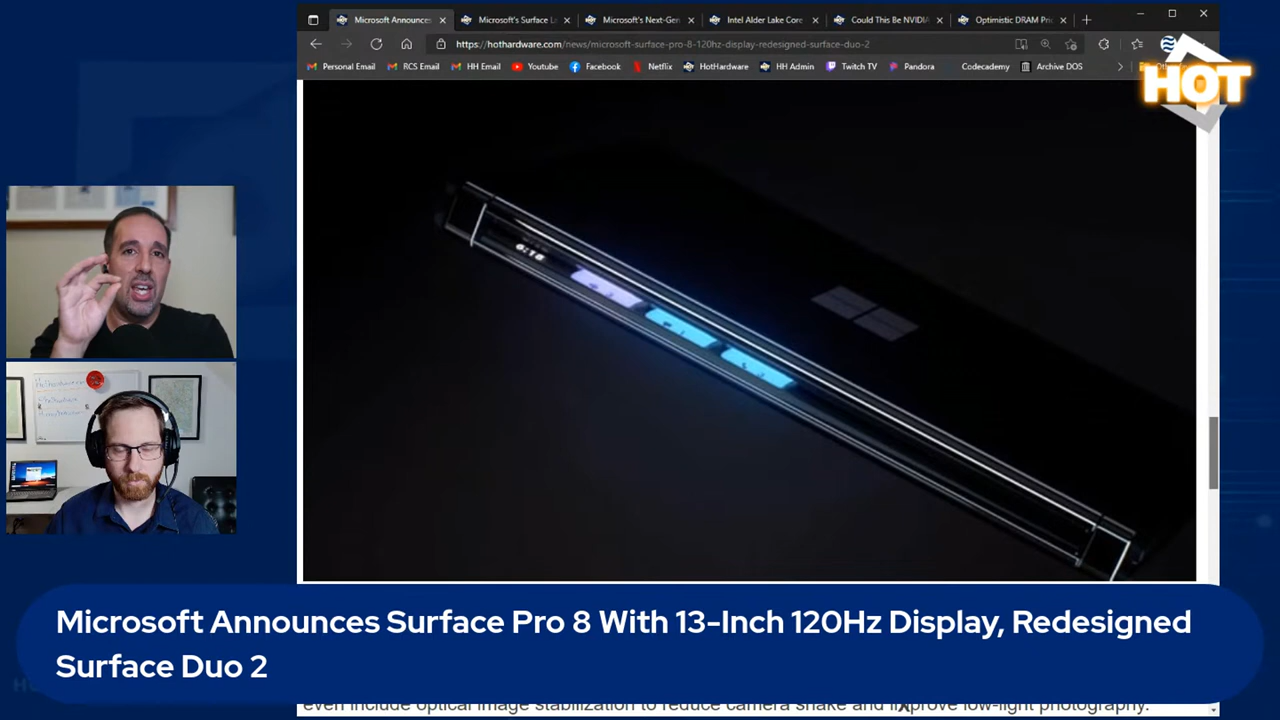 Microsoft Announces
Microsoft's Surface La
Microsoft's Next-Gen
Intel Alder Lake Core
Could This Be NVIDIA
Optimistic DRAM Pric
https://hothardware.com/news/microsoft-surface-pro-8-120hz-display-redesigned-surface-duo-2
Personal Email
RCS Email
HH Email
Youtube
Facebook
Netflix
HotHardware
HH Admin
Twitch TV
Pandora
Codecademy
Archive DOS
HOT
6:18
Microsoft Announces Surface Pro 8 With 13-Inch 120Hz Display, Redesigned
Surface Duo 2
even include optical image stabilization to reduce camera shake and improve low-light photography.